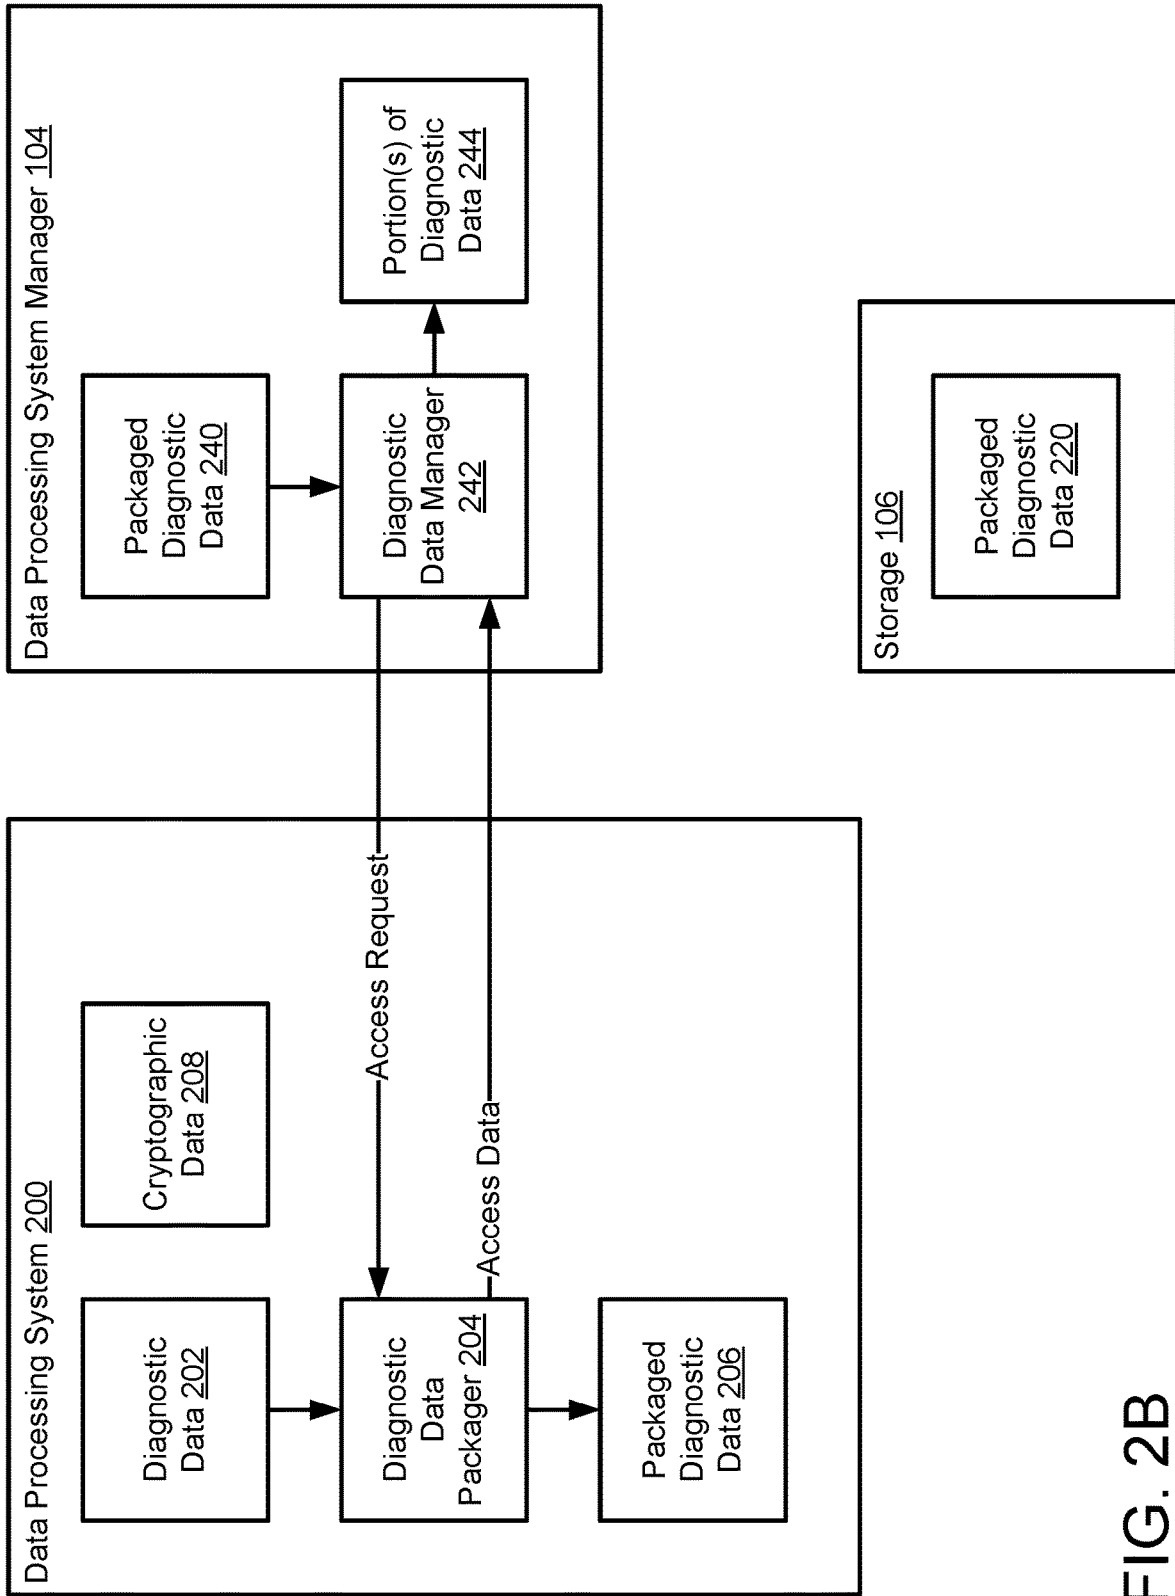 Data Processing System 200
Diagnostic
Data 202
Cryptographic
Data 208
Diagnostic
Data
Packager 204
Packaged
Diagnostic
Data 206
Access Request
Access Data
Data Processing System Manager 104
Packaged
Diagnostic
Data 240
Diagnostic
Data Manager
242
Portion(s) of
Diagnostic
Data 244
Storage 106
Packaged
Diagnostic
Data 220
FIG. 2B